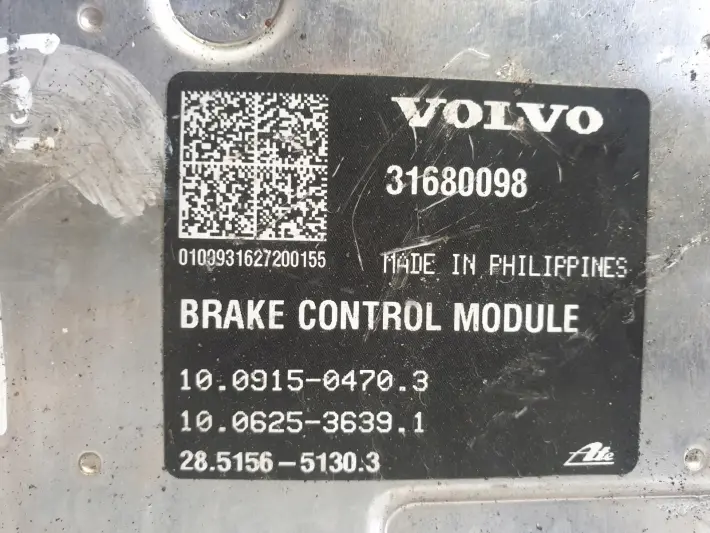 VOLVO
31680098
0109931627200155
MADE IN PHILIPPINES
BRAKE CONTROL MODULE
10.0915-0470.3
10.0625-3639.1
28.5156-5130.3
Ate